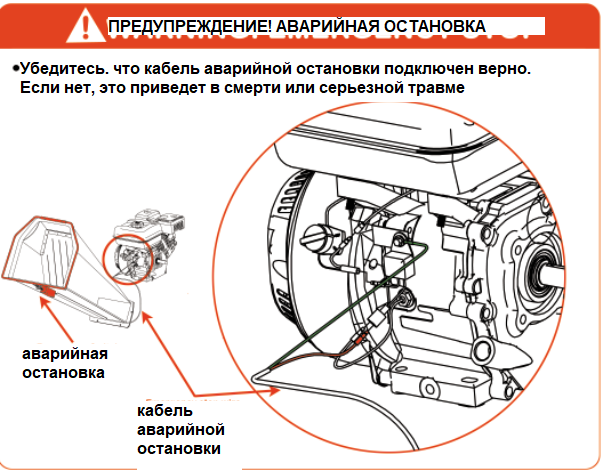 ПРЕДУПРЕЖДЕНИЕ! АВАРИЙНАЯ ОСТАНОВКА
•Убедитесь. что кабель аварийной остановки подключен верно.
Если нет, это приведет в смерти или серьезной травме
аварийная
остановка
кабель
аварийной
остановки